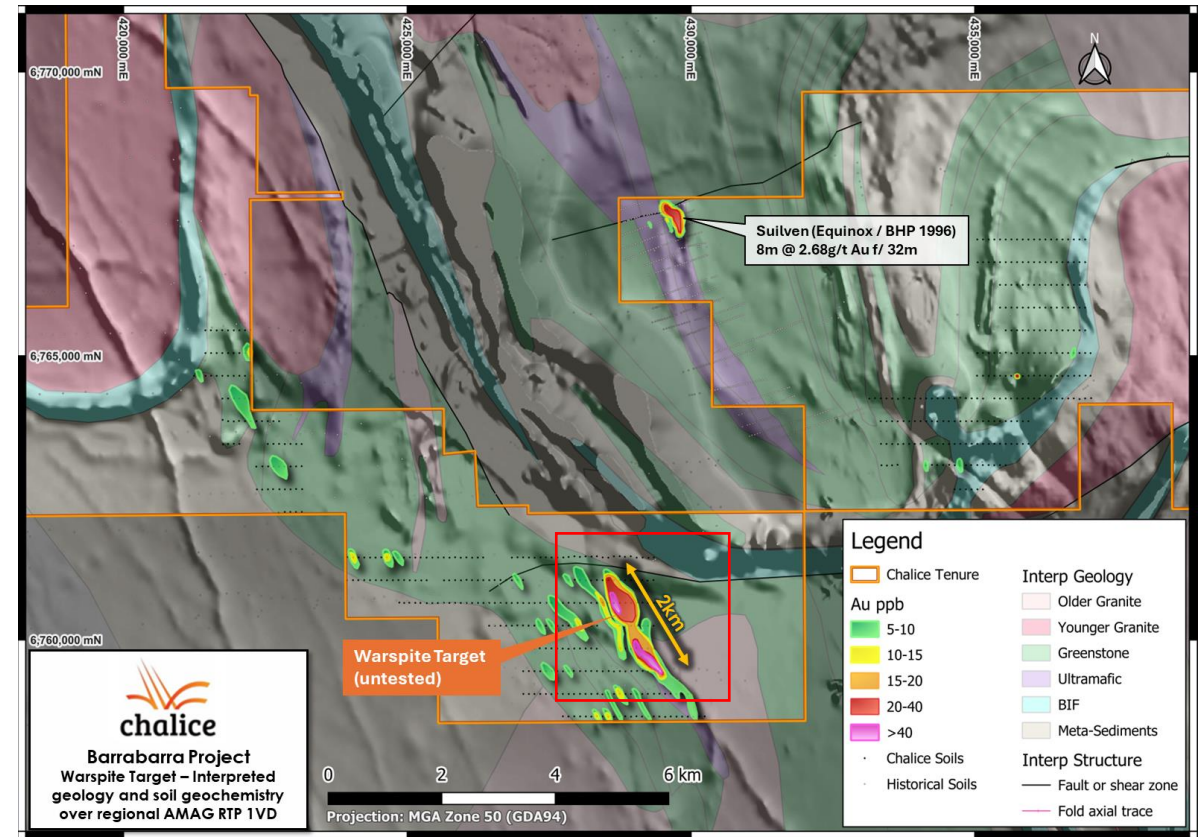 420,000 mE
425,000 mE
430,000 mE
435,000 mE
N
6,770,000 mN
Suilven (Equinox / BHP 1996)
8m @ 2.68g/t Au f/ 32m
6,765,000 mN
2km
6,760,000 mN
Warspite Target
(untested)
chalice
Barrabarra Project
Warspite Target – Interpreted
geology and soil geochemistry
over regional AMAG RTP 1VD
0 2 4 6 km
Projection: MGA Zone 50 (GDA94)
Legend
Chalice Tenure
Au ppb
5-10
10-15
15-20
20-40
>40
Chalice Soils
Historical Soils
Interp Geology
Older Granite
Younger Granite
Greenstone
Ultramafic
BIF
Meta-Sediments
Interp Structure
Fault or shear zone
Fold axial trace